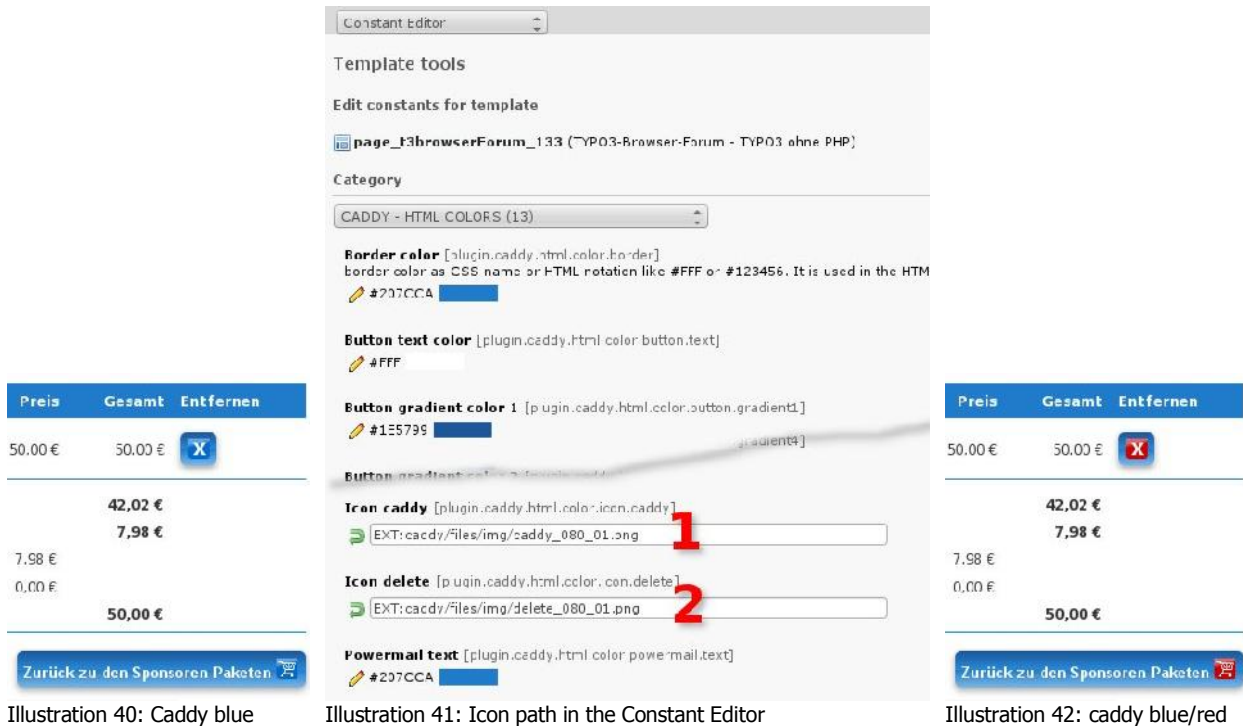 Constant Editor
Template tools
Edit constants for template
page_t3browserForum_133 (TYPO3-Browser-Forum - TYPO3 ohne PHP)
Category
CADDY - HTML COLORS (13)
Border color [plugin.caddy.html.color.border]
border color as CSS name or HTML notation like #FFF or #123456. It is used in the HTM
#207CCA
Button text color [plugin.caddy.html.color.button.text]
#FFF
Button gradient color 1 [plugin.caddy.html.color.button.gradient1]
#1E5799
gradient4]
Button gradient color
Icon caddy [plugin.caddy.html.color.icon.caddy]
EXT:caddy/files/img/caddy_080_01.png
1
Icon delete [plugin.caddy.html.color.icon.delete]
EXT:caddy/files/img/delete_080_01.png
2
Powermail text [plugin.caddy.html.color.powermail.text]
#207CCA
Preis Gesamt Entfernen
50.00 € 50.00 € X
42,02 €
7,98 €
7.98 €
0,00 €
50,00 €
Zurück zu den Sponsoren Paketen
Preis Gesamt Entfernen
50.00 € 50.00 € X
42,02 €
7,98 €
7.98 €
0,00 €
50,00 €
Zurück zu den Sponsoren Paketen
Illustration 40: Caddy blue
Illustration 41: Icon path in the Constant Editor
Illustration 42: caddy blue/red